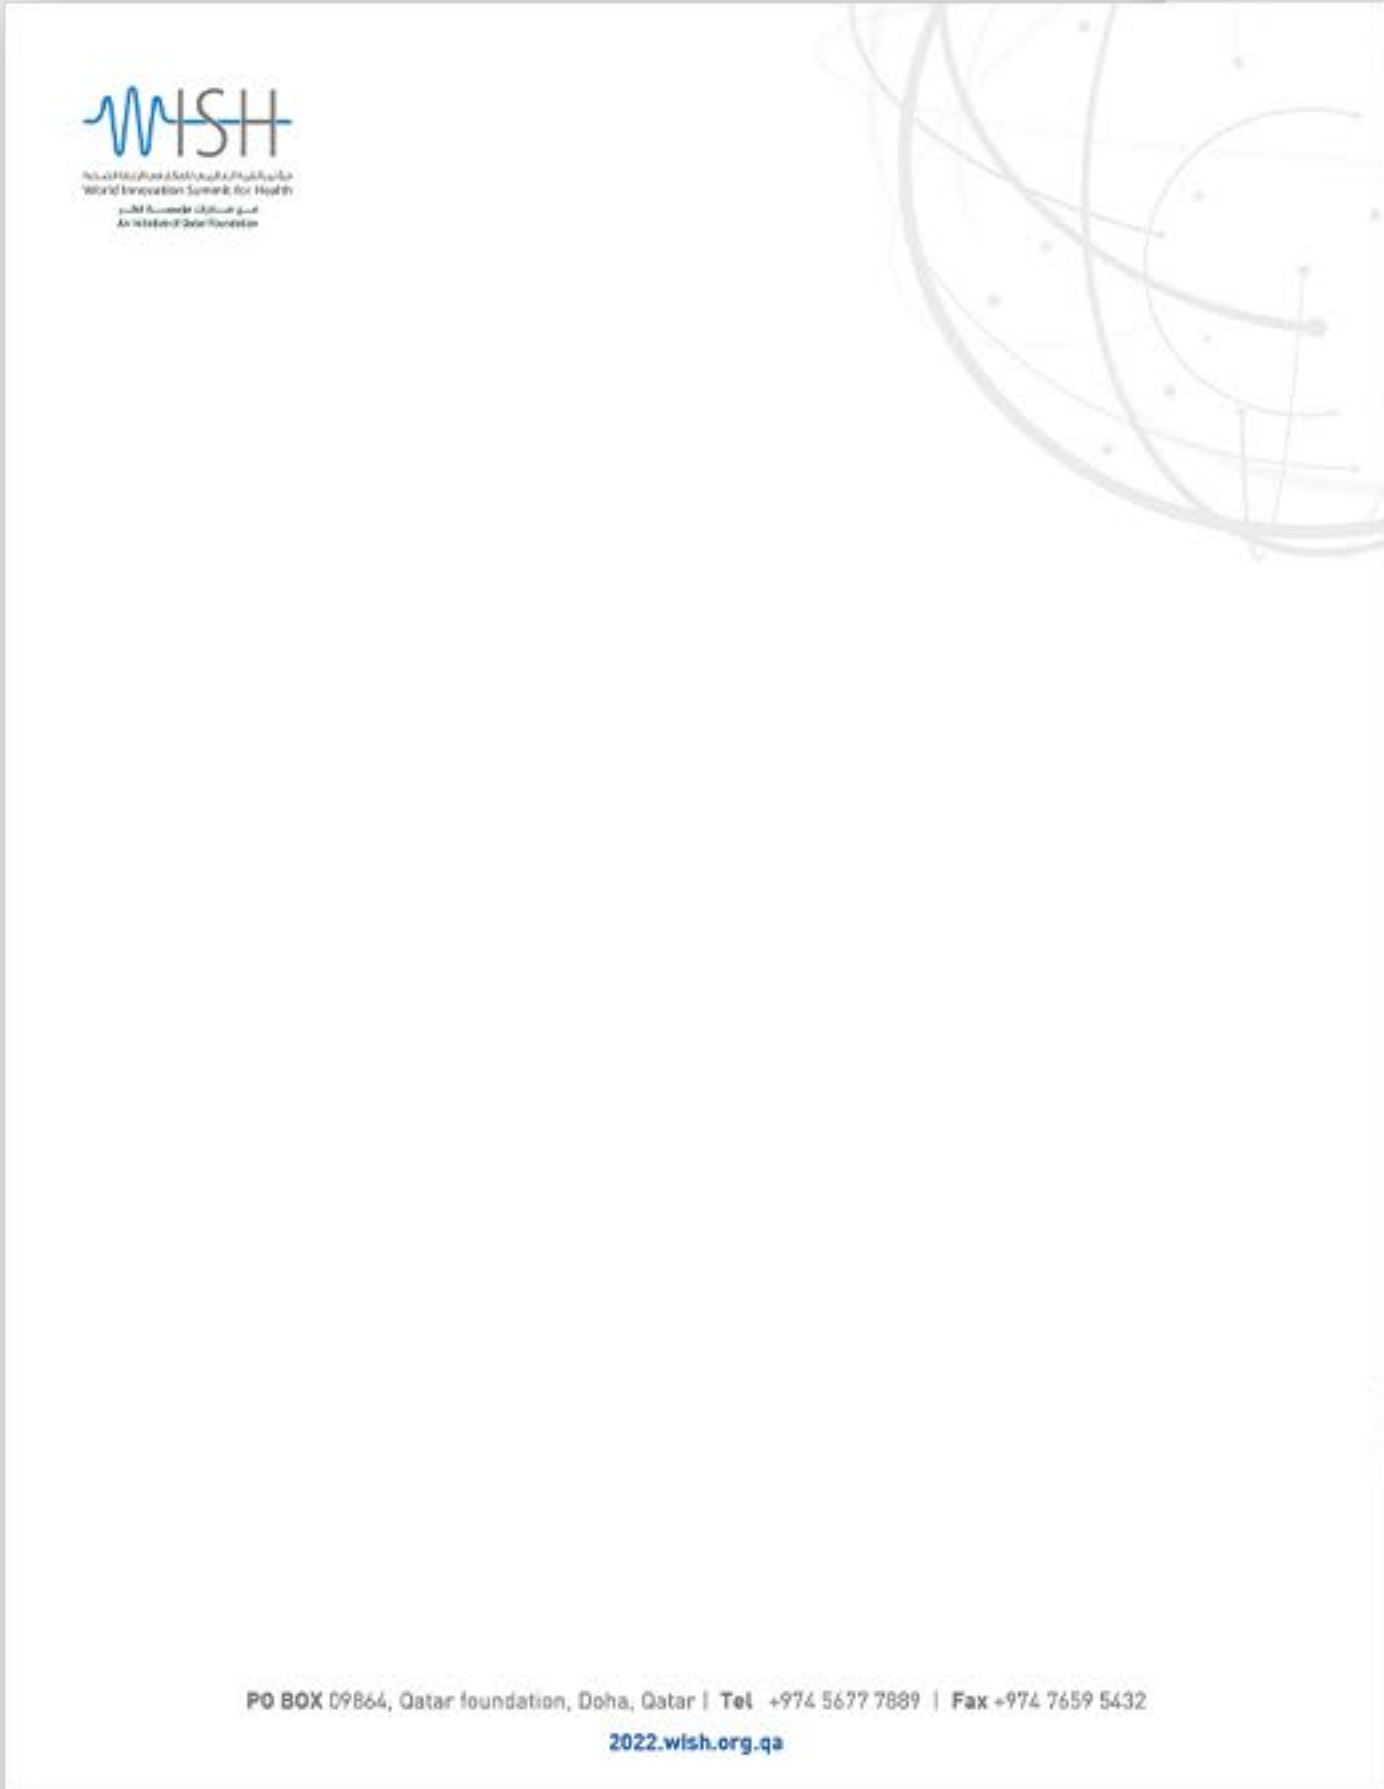 WISH
World Innovation Summit for Health
An initiative of Qatar Foundation
PO BOX 09864, Qatar foundation, Doha, Qatar | Tel +974 5677 7889 | Fax +974 7659 5432
2022.wish.org.qa